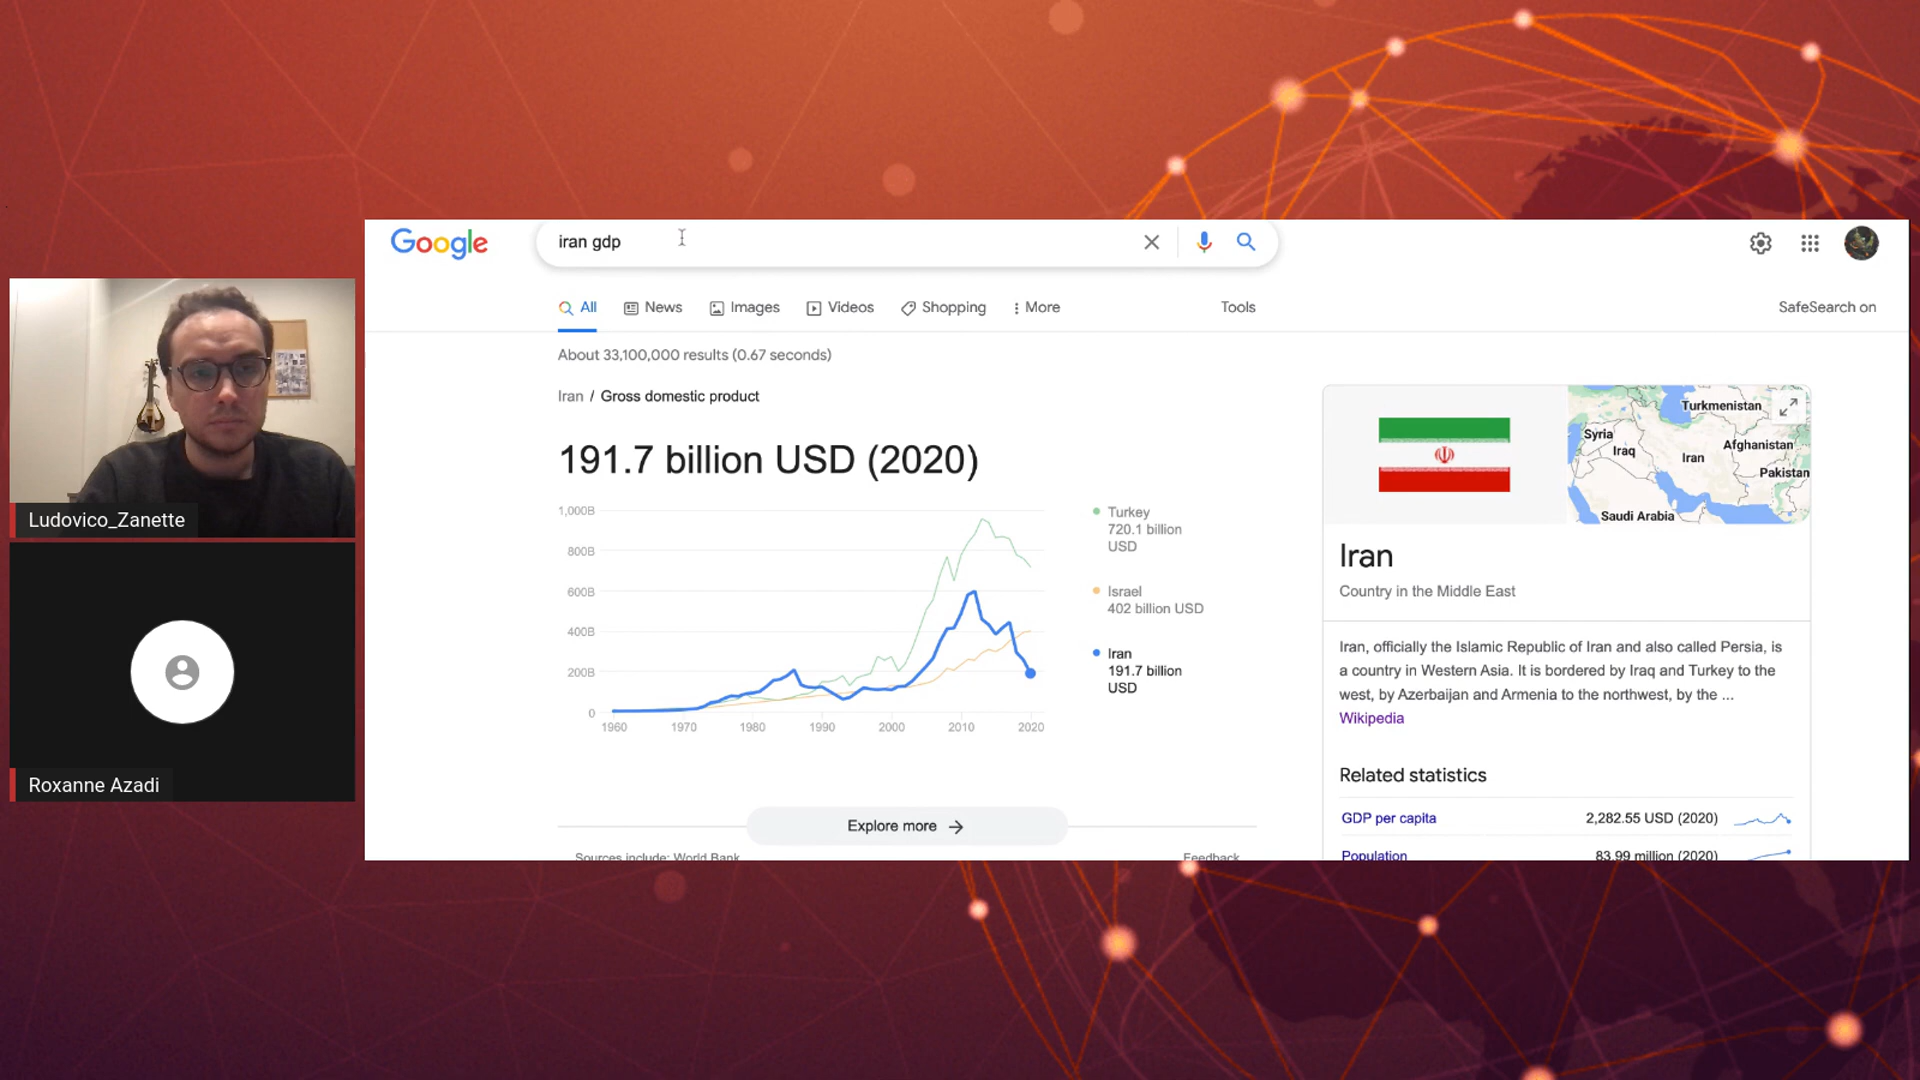 Google
iran gdp
All
News
Images
Videos
Shopping
More
Tools
SafeSearch on
About 33,100,000 results (0.67 seconds)
Iran / Gross domestic product
191.7 billion USD (2020)
1,000B
800B
600B
400B
200B
0
1960
1970
1980
1990
2000
2010
2020
Turkey
720.1 billion
USD
Israel
402 billion USD
Iran
191.7 billion
USD
Explore more
Sources include: World Bank
Feedback
Turkmenistan
Syria
Afghanistan
Iraq
Iran
Pakistan
Saudi Arabia
Iran
Country in the Middle East
Iran, officially the Islamic Republic of Iran and also called Persia, is
a country in Western Asia. It is bordered by Iraq and Turkey to the
west, by Azerbaijan and Armenia to the northwest, by the ...
Wikipedia
Related statistics
GDP per capita 2,282.55 USD (2020)
Population 83.99 million (2020)
Ludovico_Zanette
Roxanne Azadi